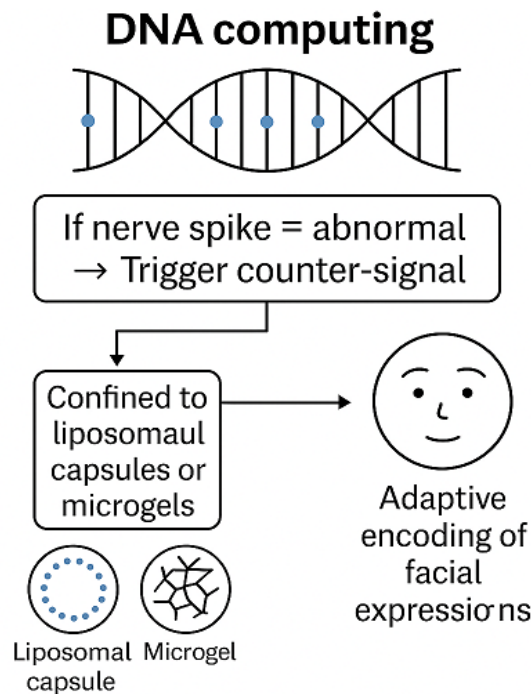 DNA computing
If nerve spike = abnormal
→ Trigger counter-signal
Confined to
liposomaul
capsules or
microgels
Adaptive
encoding of
facial
expressions
Liposomal
capsule
Microgel